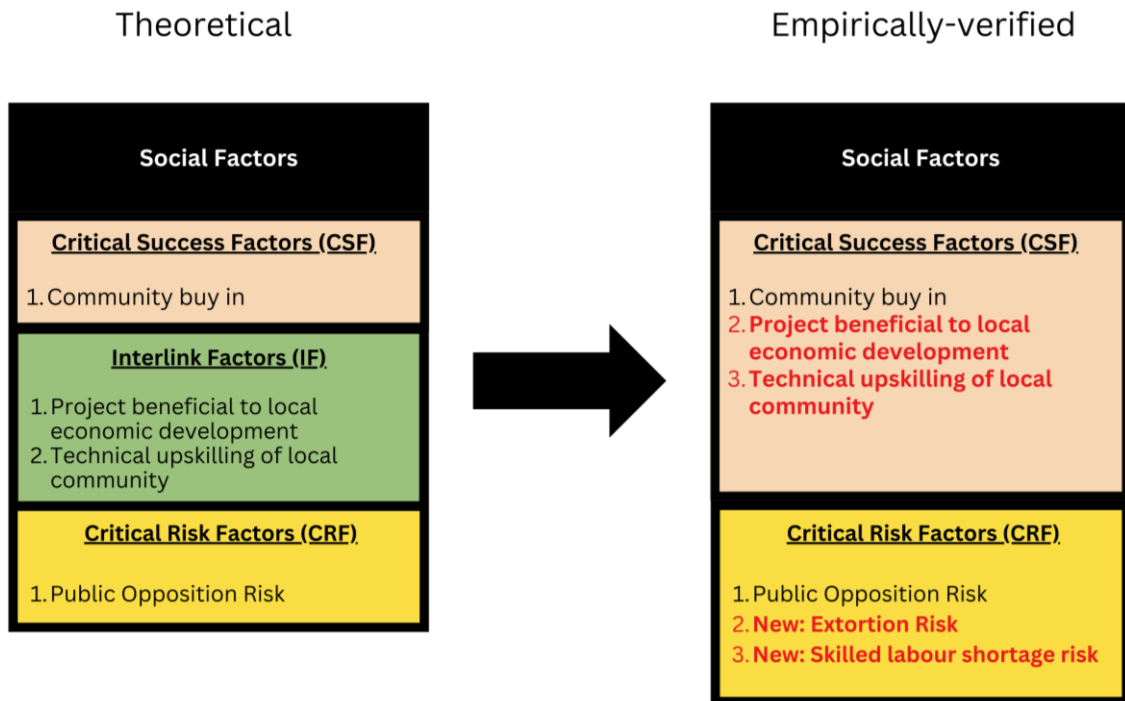 Theoretical
Social Factors
Critical Success Factors (CSF)
1. Community buy in
Interlink Factors (IF)
1. Project beneficial to local
economic development
2. Technical upskilling of local
community
Critical Risk Factors (CRF)
1. Public Opposition Risk
Empirically-verified
Social Factors
Critical Success Factors (CSF)
1. Community buy in
2. Project beneficial to local
economic development
3. Technical upskilling of local
community
Critical Risk Factors (CRF)
1. Public Opposition Risk
2. New: Extortion Risk
3. New: Skilled labour shortage risk